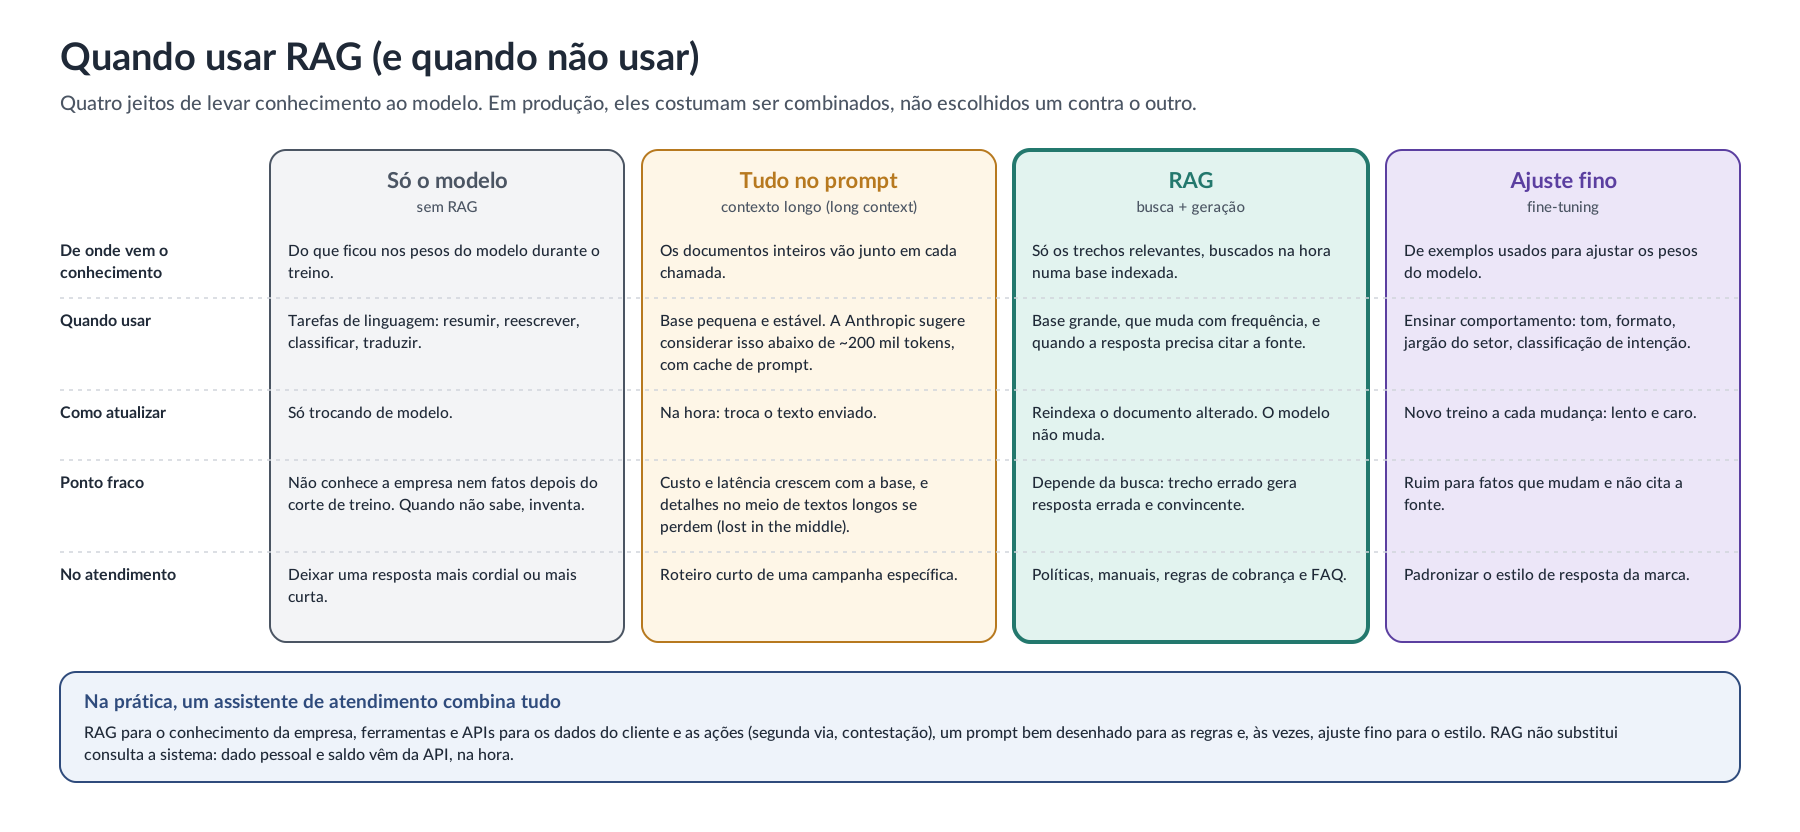 Quando usar RAG (e quando não usar)
Quatro jeitos de levar conhecimento ao modelo. Em produção, eles costumam ser combinados, não escolhidos um contra o outro.
Só o modelo
sem RAG
Tudo no prompt
contexto longo (long context)
RAG
busca + geração
Ajuste fino
fine-tuning
De onde vem o
conhecimento
Do que ficou nos pesos do modelo durante o
treino.
Os documentos inteiros vão junto em cada
chamada.
Só os trechos relevantes, buscados na hora
numa base indexada.
De exemplos usados para ajustar os pesos
do modelo.
Quando usar
Tarefas de linguagem: resumir, reescrever,
classificar, traduzir.
Base pequena e estável. A Anthropic sugere
considerar isso abaixo de ~200 mil tokens,
com cache de prompt.
Base grande, que muda com frequência, e
quando a resposta precisa citar a fonte.
Ensinar comportamento: tom, formato,
jargão do setor, classificação de intenção.
Como atualizar
Só trocando de modelo.
Na hora: troca o texto enviado.
Reindexa o documento alterado. O modelo
não muda.
Novo treino a cada mudança: lento e caro.
Ponto fraco
Não conhece a empresa nem fatos depois do
corte de treino. Quando não sabe, inventa.
Custo e latência crescem com a base, e
detalhes no meio de textos longos se
perdem (lost in the middle).
Depende da busca: trecho errado gera
resposta errada e convincente.
Ruim para fatos que mudam e não cita a
fonte.
No atendimento
Deixar uma resposta mais cordial ou mais
curta.
Roteiro curto de uma campanha específica.
Políticas, manuais, regras de cobrança e FAQ.
Padronizar o estilo de resposta da marca.
Na prática, um assistente de atendimento combina tudo
RAG para o conhecimento da empresa, ferramentas e APIs para os dados do cliente e as ações (segunda via, contestação), um prompt bem desenhado para as regras e, às vezes, ajuste fino para o estilo. RAG não substitui
consulta a sistema: dado pessoal e saldo vêm da API, na hora.